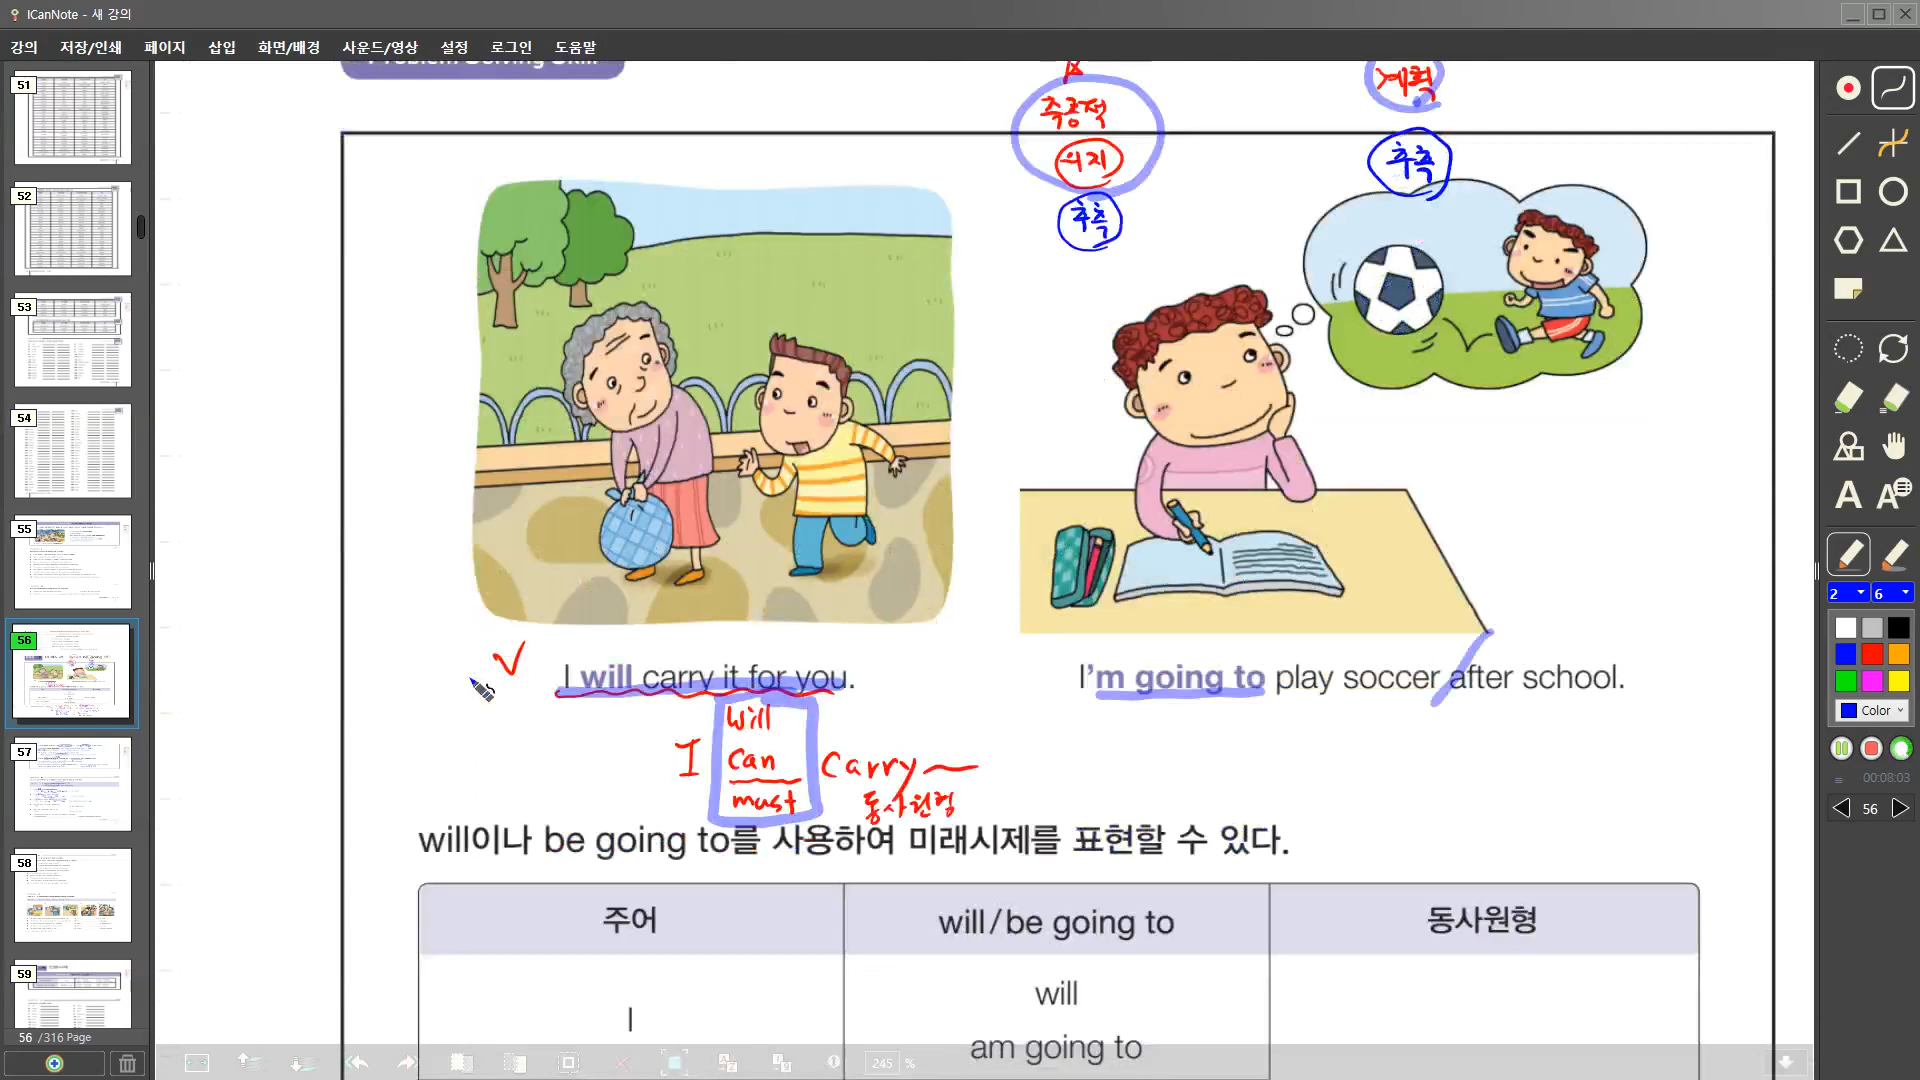 ICanNote - 새 강의
강의 저장/인쇄 페이지 삽입 화면/배경 사운드/영상 설정 로그인 도움말
Problem Solving Skill
계획
즉흥적
의지
추측
추측
51
52
53
54
55
56
57
58
59
I will carry it for you.
I'm going to play soccer after school.
will
I can carry
must 동사원형
will이나 be going to를 사용하여 미래시제를 표현할 수 있다.
주어 will/be going to 동사원형
I
will
am going to
A A
2 6
Color
00:08:03
56
56 /316 Page
245 %